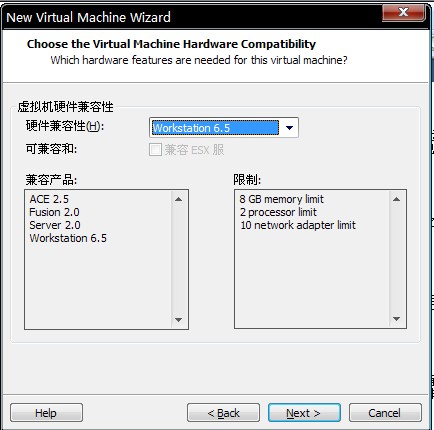 New Virtual Machine Wizard
Choose the Virtual Machine Hardware Compatibility
Which hardware features are needed for this virtual machine?
虚拟机硬件兼容性
硬件兼容性(H):
Workstation 6.5
可兼容和:
兼容 ESX 服
兼容产品:
ACE 2.5
Fusion 2.0
Server 2.0
Workstation 6.5
限制:
8 GB memory limit
2 processor limit
10 network adapter limit
Help
< Back
Next >
Cancel